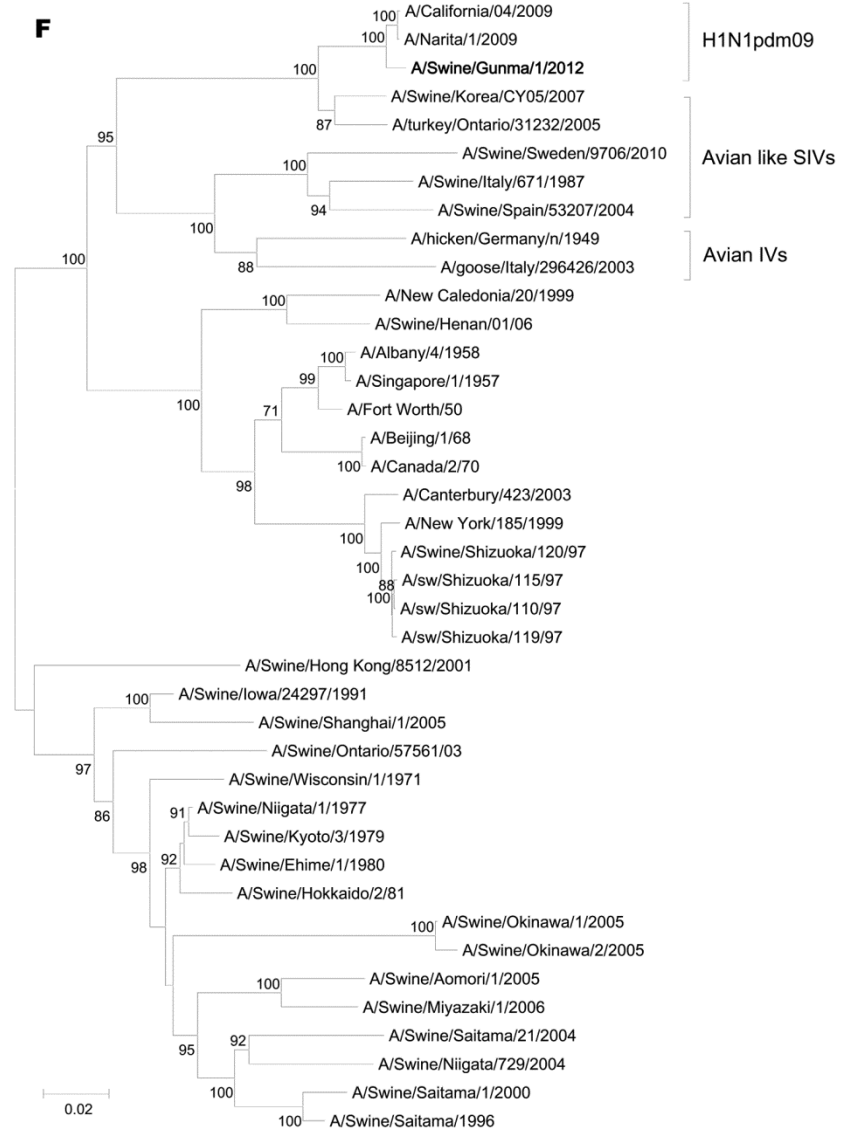 F
100
A/California/04/2009
100
A/Narita/1/2009
A/Swine/Gunma/1/2012
H1N1pdm09
100
A/Swine/Korea/CY05/2007
87
A/turkey/Ontario/31232/2005
95
A/Swine/Sweden/9706/2010
100
A/Swine/Italy/671/1987
94
A/Swine/Spain/53207/2004
Avian like SIVs
100
A/hicken/Germany/n/1949
88
A/goose/Italy/296426/2003
Avian IVs
100
A/New Caledonia/20/1999
100
A/Swine/Henan/01/06
100
A/Albany/4/1958
99
A/Singapore/1/1957
A/Fort Worth/50
71
A/Beijing/1/68
100
A/Canada/2/70
100
98
A/Canterbury/423/2003
A/New York/185/1999
100
A/Swine/Shizuoka/120/97
100
88
A/sw/Shizuoka/115/97
100
A/sw/Shizuoka/110/97
A/sw/Shizuoka/119/97
A/Swine/Hong Kong/8512/2001
100
A/Swine/Iowa/24297/1991
A/Swine/Shanghai/1/2005
97
A/Swine/Ontario/57561/03
86
A/Swine/Wisconsin/1/1971
91
A/Swine/Niigata/1/1977
A/Swine/Kyoto/3/1979
92
A/Swine/Ehime/1/1980
98
A/Swine/Hokkaido/2/81
100
A/Swine/Okinawa/1/2005
A/Swine/Okinawa/2/2005
100
A/Swine/Aomori/1/2005
A/Swine/Miyazaki/1/2006
95
92
A/Swine/Saitama/21/2004
A/Swine/Niigata/729/2004
100
A/Swine/Saitama/1/2000
100
A/Swine/Saitama/1996
0.02